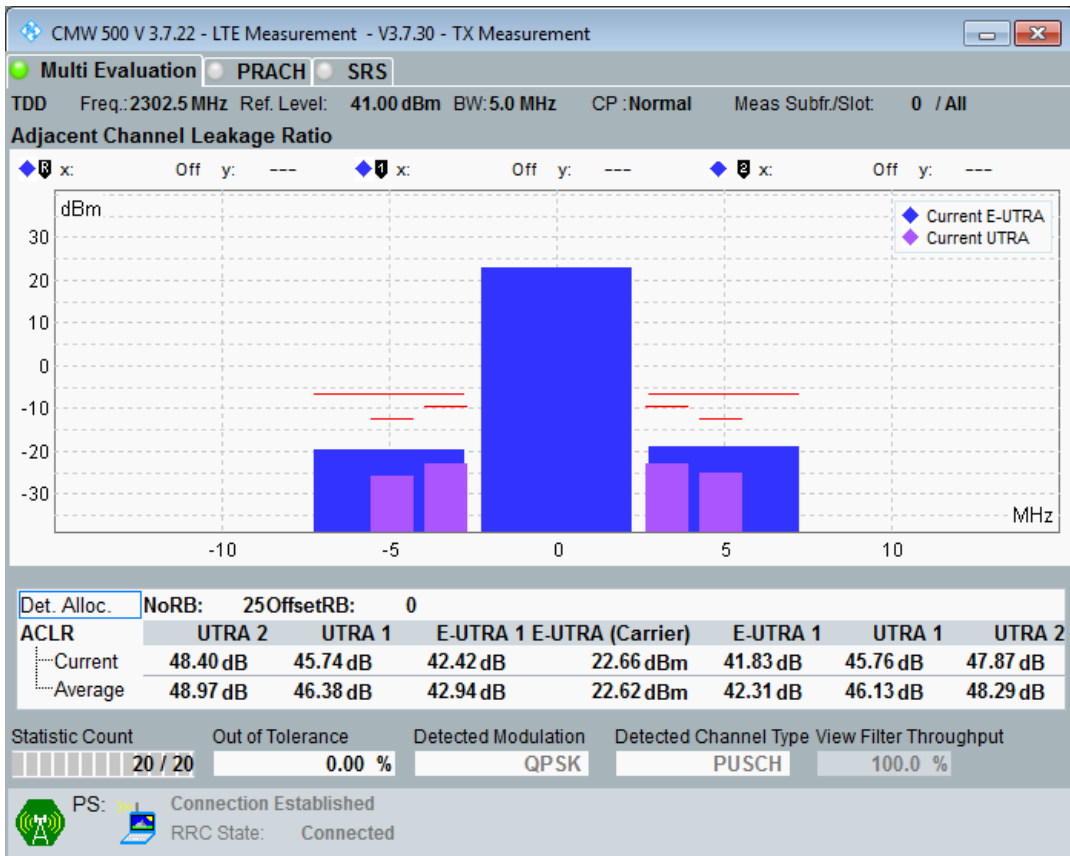 CMW 500 V 3.7.22 - LTE Measurement - V3.7.30 - TX Measurement
Multi Evaluation PRACH SRS
TDD Freq.:2302.5 MHz Ref. Level: 41.00 dBm BW:5.0 MHz CP :Normal Meas Subfr./Slot: 0 / All
Adjacent Channel Leakage Ratio
R x: Off y: --- 1 x: Off y: --- 2 x: Off y: ---
dBm
Current E-UTRA
Current UTRA
30
20
10
0
-10
-20
-30
MHz
-10 -5 0 5 10
Det. Alloc. NoRB: 25 OffsetRB: 0
ACLR UTRA 2 UTRA 1 E-UTRA 1 E-UTRA (Carrier) E-UTRA 1 UTRA 1 UTRA 2
Current 48.40 dB 45.74 dB 42.42 dB 22.66 dBm 41.83 dB 45.76 dB 47.87 dB
Average 48.97 dB 46.38 dB 42.94 dB 22.62 dBm 42.31 dB 46.13 dB 48.29 dB
Statistic Count Out of Tolerance Detected Modulation Detected Channel Type View Filter Throughput
20 / 20 0.00 % QPSK PUSCH 100.0 %
PS: Connection Established
RRC State: Connected